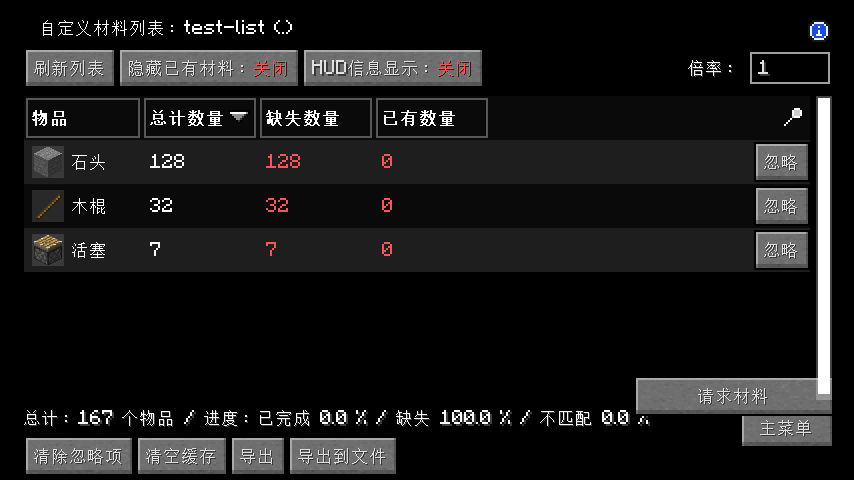 自定义材料列表：test-list ()
刷新列表 隐藏已有材料：关闭 HUD信息显示：关闭 倍率： 1
物品 总计数量 缺失数量 已有数量
石头 128 128 0 忽略
木棍 32 32 0 忽略
活塞 7 7 0 忽略
请求材料
总计：167 个物品 / 进度：已完成 0.0 % / 缺失 100.0 % / 不匹配 0.0 %
主菜单
清除忽略项 清空缓存 导出 导出到文件